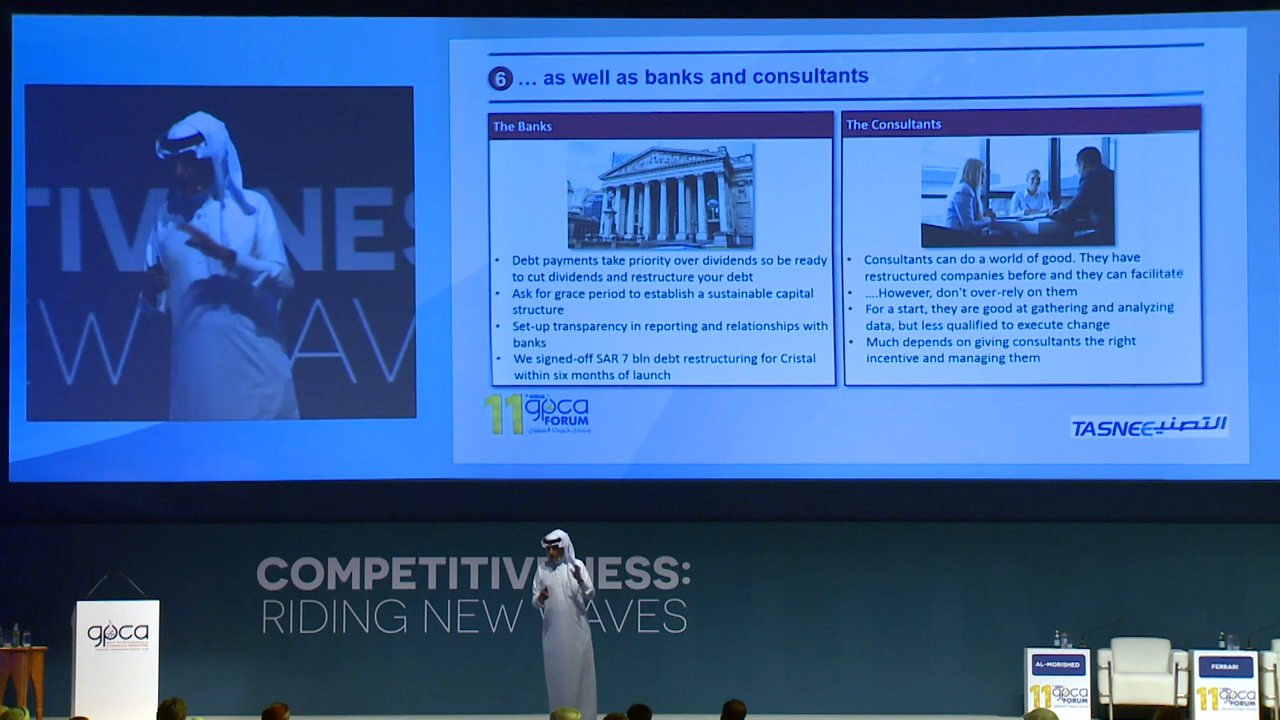 6 ... as well as banks and consultants
The Banks
• Debt payments take priority over dividends so be ready
to cut dividends and restructure your debt
• Ask for grace period to establish a sustainable capital
structure
• Set-up transparency in reporting and relationships with
banks
• We signed-off SAR 7 bln debt restructuring for Cristal
within six months of launch
The Consultants
• Consultants can do a world of good. They have
restructured companies before and they can facilitate
• ....However, don't over-rely on them
• For a start, they are good at gathering and analyzing
data, but less qualified to execute change
• Much depends on giving consultants the right
incentive and managing them
11 gpca
FORUM
TASNEE التصنيع
TIV NES
EW AV
COMPETITIVENESS:
RIDING NEW WAVES
gpca
AL-MORISHED
11 gpca
FORUM
FERRARI
11 gpca
FORUM